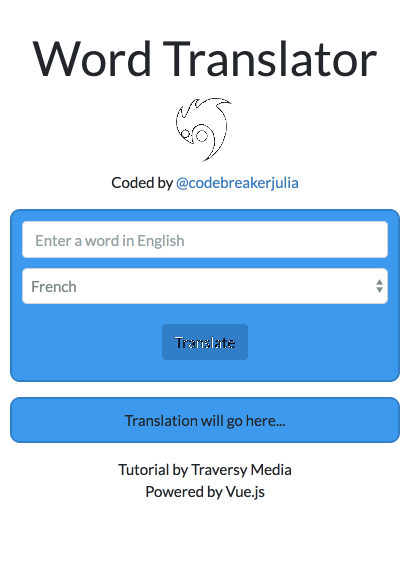 Word Translator
Coded by @codebreakerjulia
Enter a word in English
French
Translate
Translation will go here...
Tutorial by Traversy Media
Powered by Vue.js